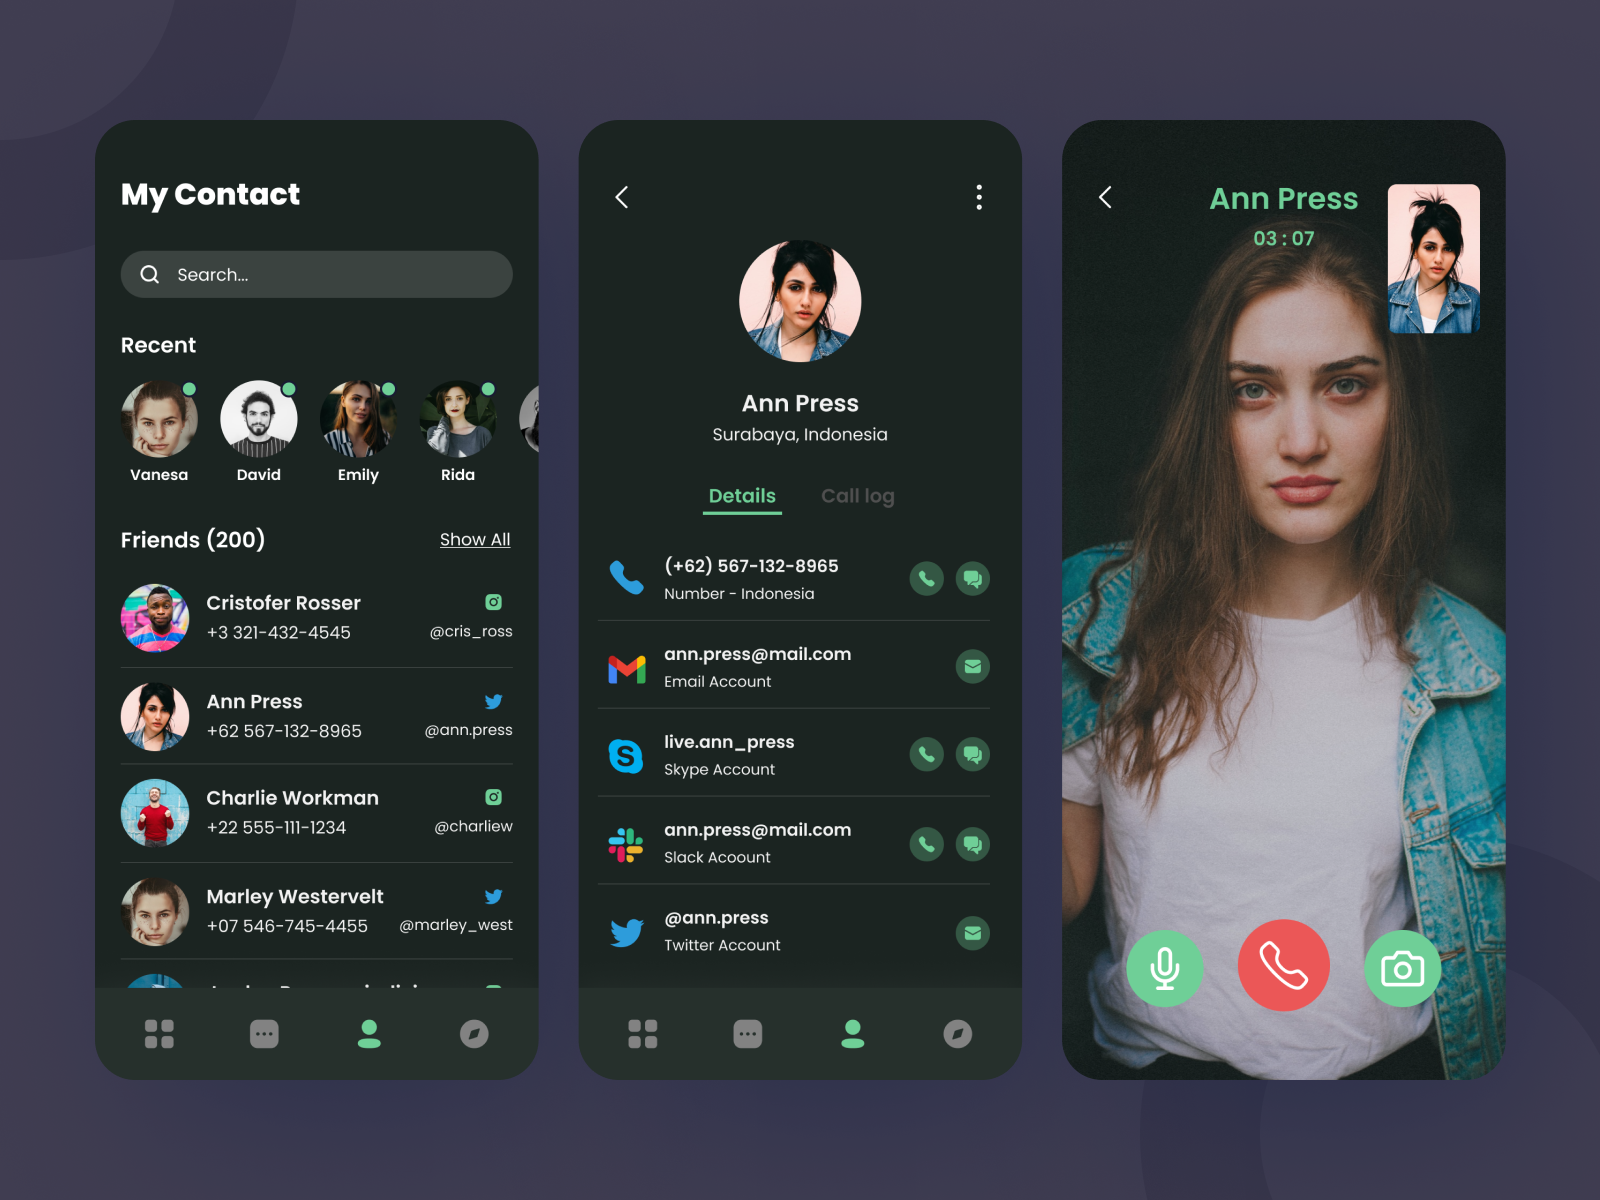 My Contact
Search...
Recent
Vanesa
David
Emily
Rida
Friends (200)
Show All
Cristofer Rosser
+3 321-432-4545
@cris_ross
Ann Press
+62 567-132-8965
@ann.press
Charlie Workman
+22 555-111-1234
@charliew
Marley Westervelt
+07 546-745-4455
@marley_west
Ann Press
Surabaya, Indonesia
Details
Call log
(+62) 567-132-8965
Number - Indonesia
ann.press@mail.com
Email Account
live.ann_press
Skype Account
ann.press@mail.com
Slack Acoount
@ann.press
Twitter Account
Ann Press
03 : 07